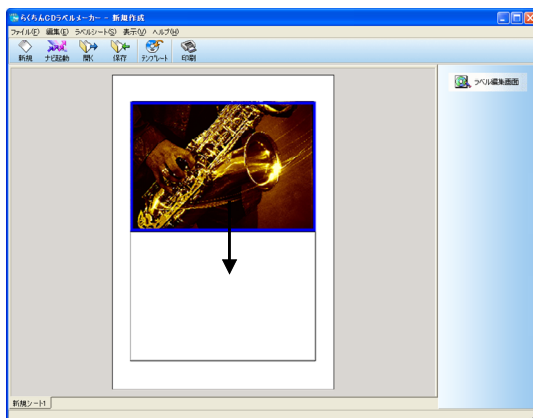 らくちんCDラベルメーカー - 新規作成
ファイル(F) 編集(E) ラベルシート(S) 表示(V) ヘルプ(H)
新規 ナビ起動 開く 保存 テンプレート 印刷
ラベル編集画面
新規シート1